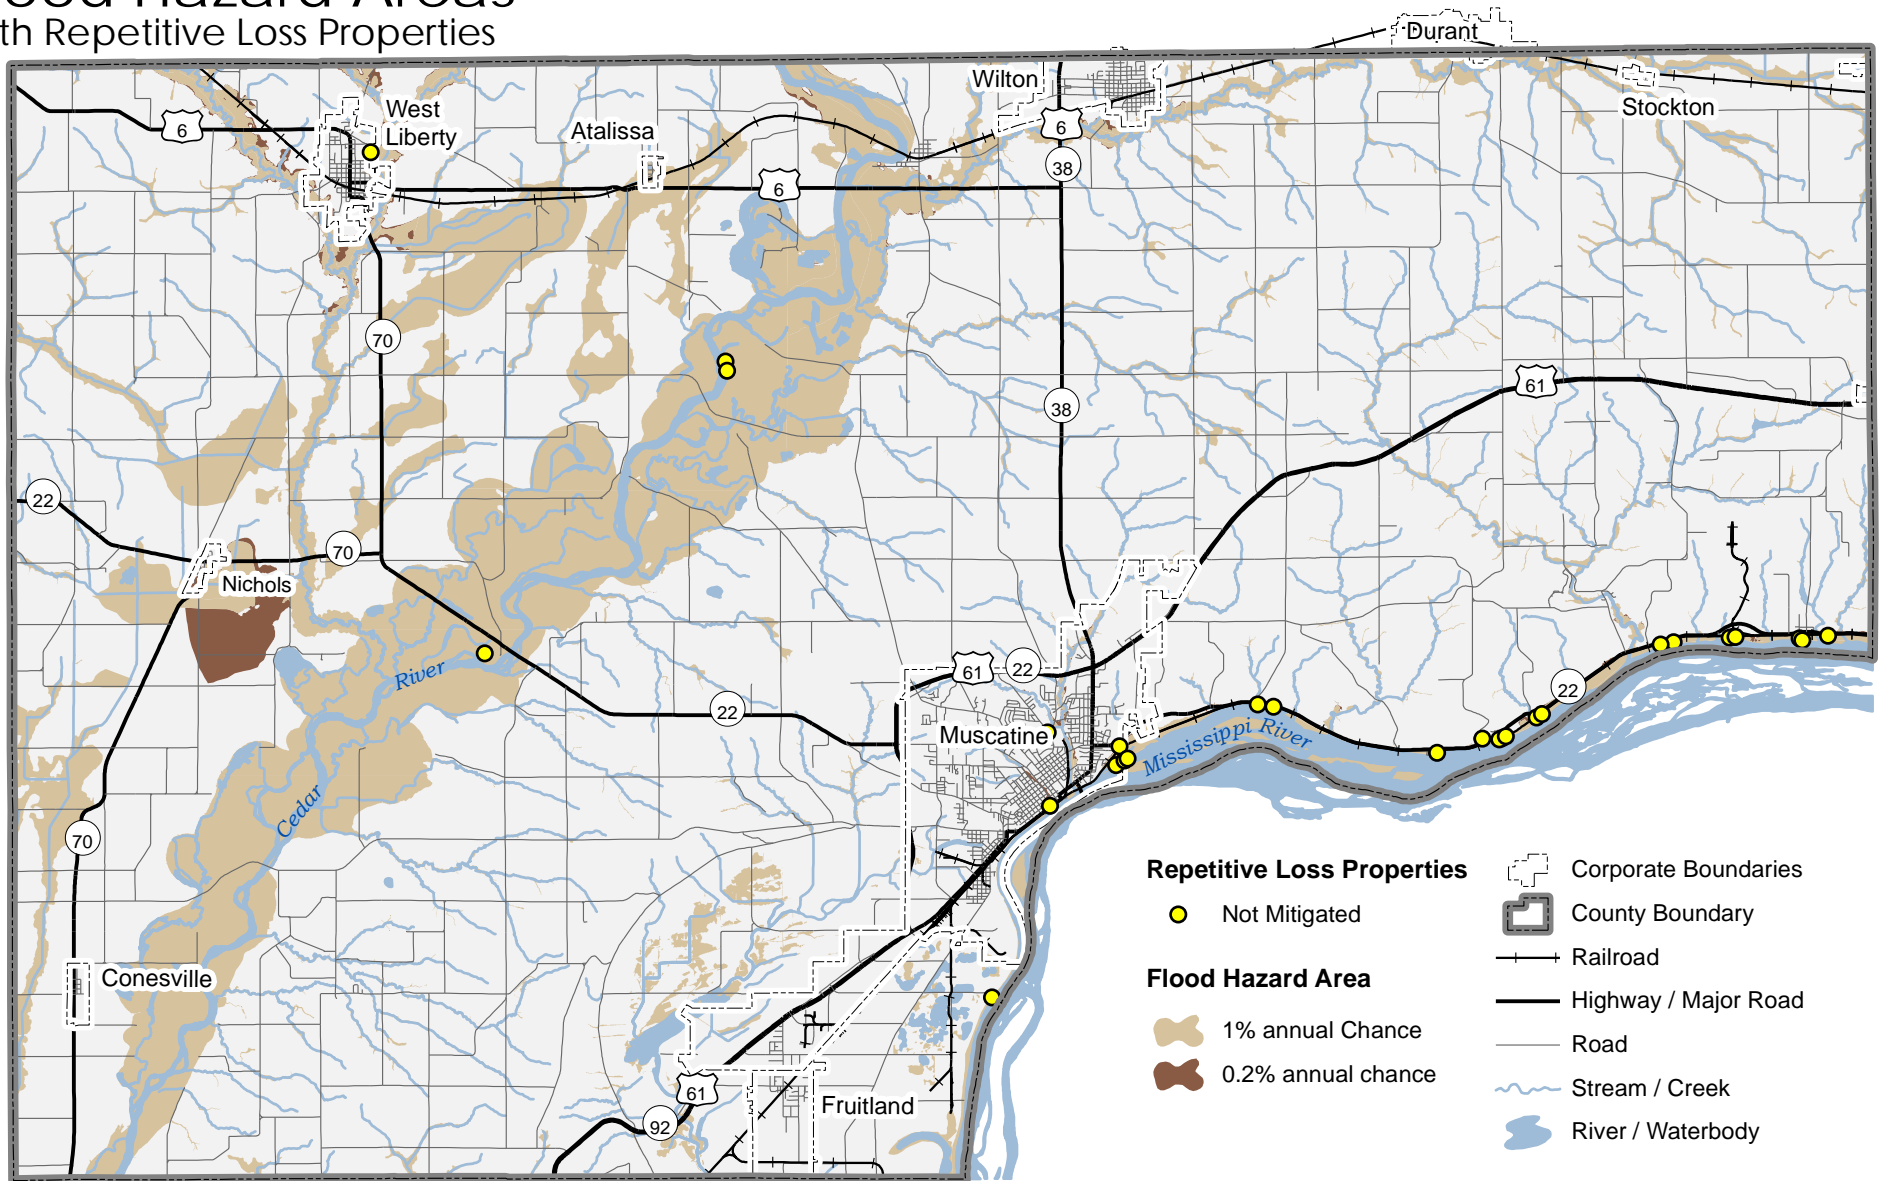 ood Hazard Areas
th Repetitive Loss Properties
Durant
Wilton
Stockton
West
Liberty
Atalissa
6
6
6
38
70
38
61
22
70
Nichols
River
61
22
22
22
Muscatine
Mississippi River
Cedar
70
Conesville
61
92
Fruitland
Repetitive Loss Properties
Not Mitigated
Flood Hazard Area
1% annual Chance
0.2% annual chance
Corporate Boundaries
County Boundary
Railroad
Highway / Major Road
Road
Stream / Creek
River / Waterbody